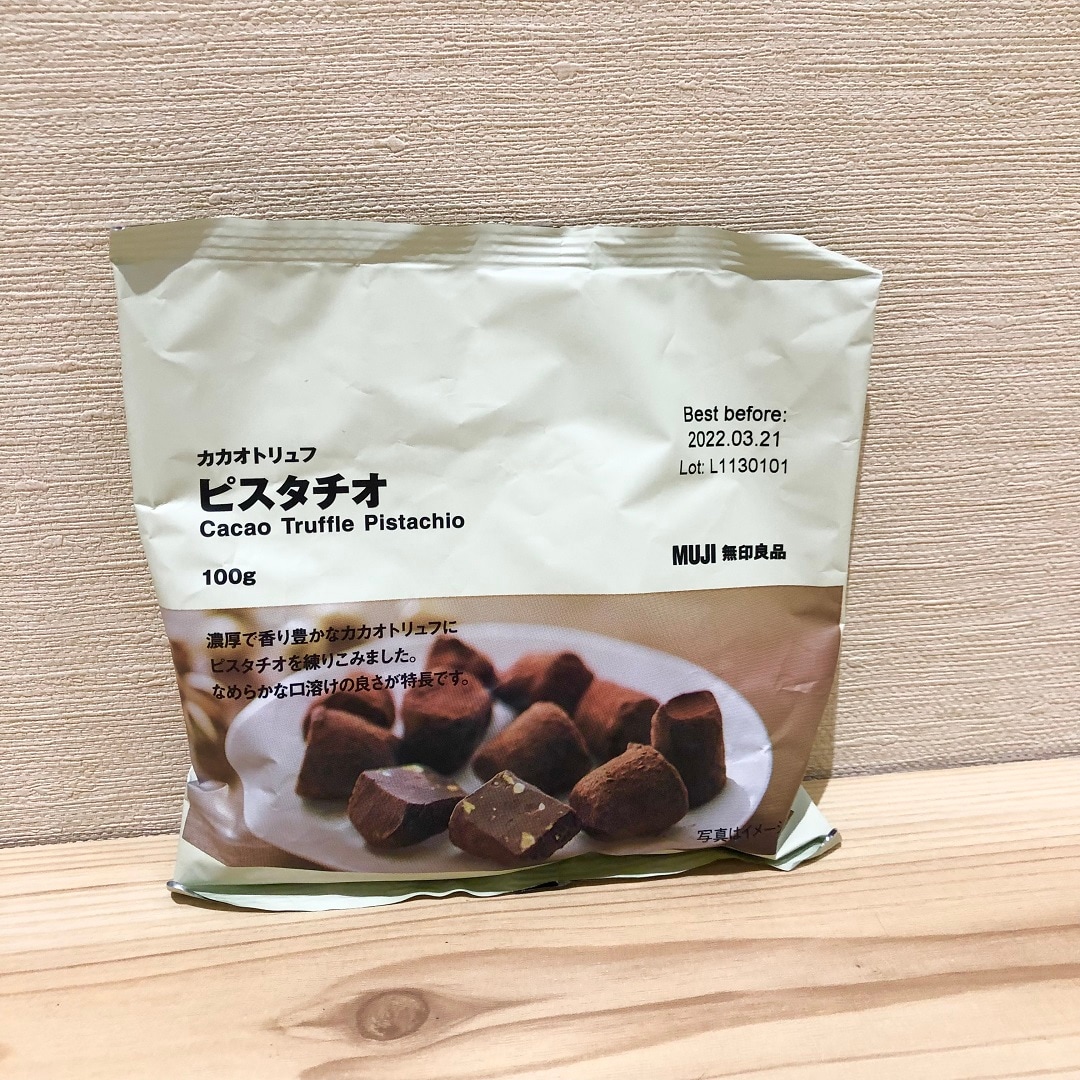 カカオトリュフ
ピスタチオ
Cacao Truffle Pistachio
100g
Best before:
2022.03.21
Lot: L1130101
MUJI 無印良品
濃厚で香り豊かなカカオトリュフに
ピスタチオを練りこみました。
なめらかな口溶けの良さが特長です。
写真はイメージ